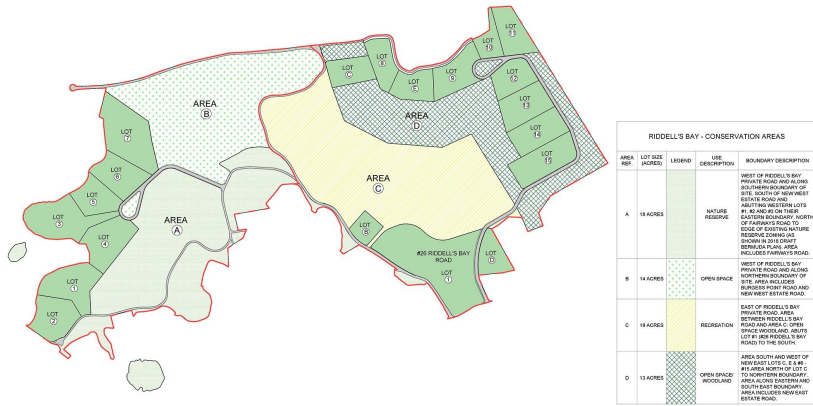 LOT
11
LOT
10
LOT
8
LOT
C
LOT
E
LOT
9
LOT
12
LOT
13
LOT
14
LOT
15
AREA
B
AREA
D
AREA
C
AREA
A
LOT
7
LOT
6
LOT
5
LOT
3
LOT
4
LOT
1
LOT
2
LOT
B
#26 RIDDELL'S BAY
ROAD
LOT
1
LOT
D
RIDDELL'S BAY - CONSERVATION AREAS
AREA REF. LOT SIZE (ACRES) LEGEND USE DESCRIPTION BOUNDARY DESCRIPTION
A 18 ACRES NATURE RESERVE
WEST OF RIDDELL'S BAY
PRIVATE ROAD AND ALONG
SOUTHERN BOUNDARY OF
SITE. SOUTH OF NEW WEST
ESTATE ROAD AND
ABUTTING WESTERN LOTS
#1, #2 AND #3 ON THEIR
EASTERN BOUNDARY. NORTH
OF FAIRWAYS ROAD TO
EDGE OF EXISTING NATURE
RESERVE ZONING (AS
SHOWN IN 2018 DRAFT
BERMUDA PLAN). AREA
INCLUDES FAIRWAYS ROAD.
B 14 ACRES OPEN SPACE
WEST OF RIDDELL'S BAY
PRIVATE ROAD AND ALONG
NORTHERN BOUNDARY OF
SITE. AREA INCLUDES
BURGESS POINT ROAD AND
NEW WEST ESTATE ROAD.
C 19 ACRES RECREATION
EAST OF RIDDELL'S BAY
PRIVATE ROAD. AREA
BETWEEN RIDDELL'S BAY
ROAD AND AREA C: OPEN
SPACE WOODLAND. ABUTS
LOT #1 (#26 RIDDELL'S BAY
ROAD) TO THE SOUTH.
D 13 ACRES OPEN SPACE/ WOODLAND
AREA SOUTH AND WEST OF
NEW EAST LOTS C, E & #8 -
#15 AREA NORTH OF LOT C
TO NORHTERN BOUNDARY.
AREA ALONG EASTERN AND
SOUTH EAST BOUNDARY.
AREA INCLUDES NEW EAST
ESTATE ROAD.